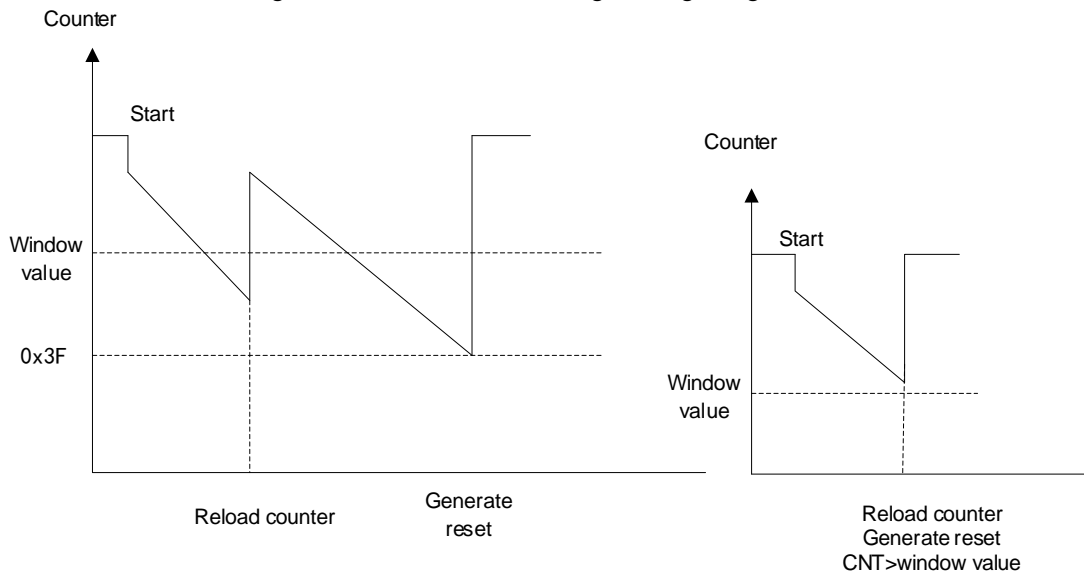 Counter
Start
Window
value
0x3F
Reload counter
Generate
reset
Counter
Start
Window
value
Reload counter
Generate reset
CNT>window value